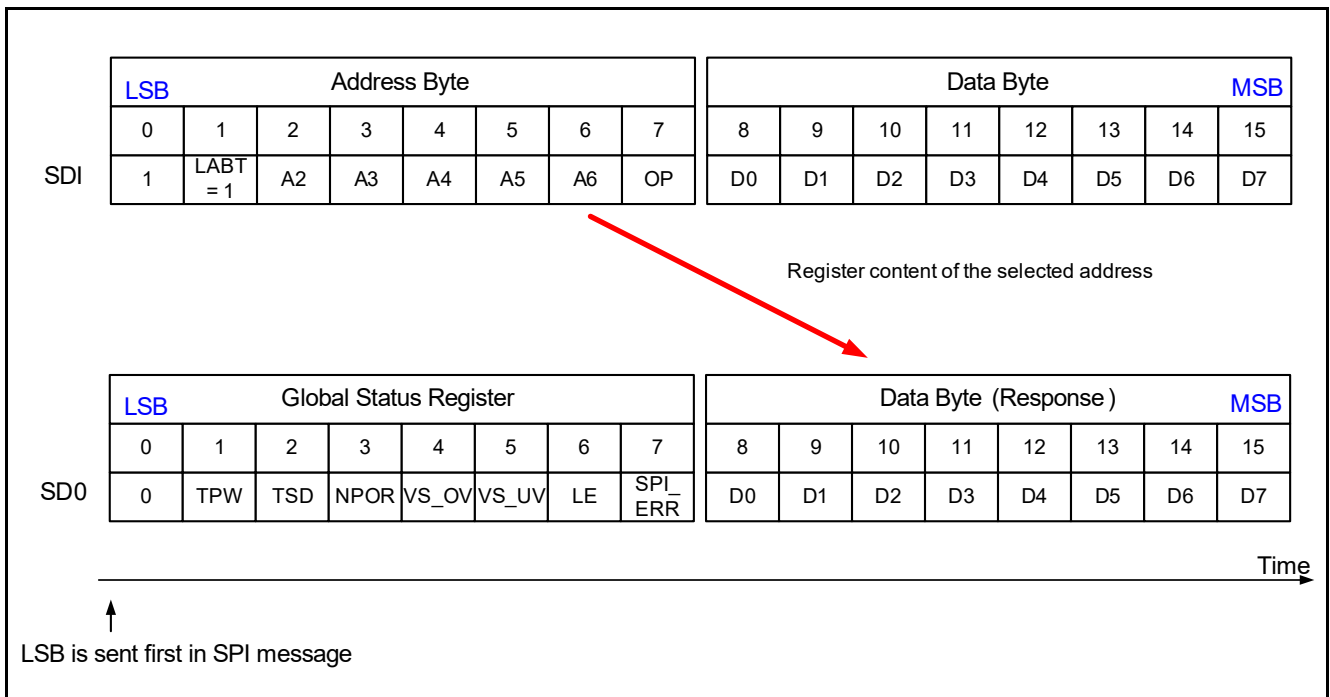 LSB Address Byte Data Byte MSB
0 1 2 3 4 5 6 7 8 9 10 11 12 13 14 15
SDI 1 LABT = 1 A2 A3 A4 A5 A6 OP D0 D1 D2 D3 D4 D5 D6 D7
Register content of the selected address
LSB Global Status Register Data Byte (Response) MSB
0 1 2 3 4 5 6 7 8 9 10 11 12 13 14 15
SD0 0 TPW TSD NPOR VS_OV VS_UV LE SPI_ERR D0 D1 D2 D3 D4 D5 D6 D7
Time
LSB is sent first in SPI message